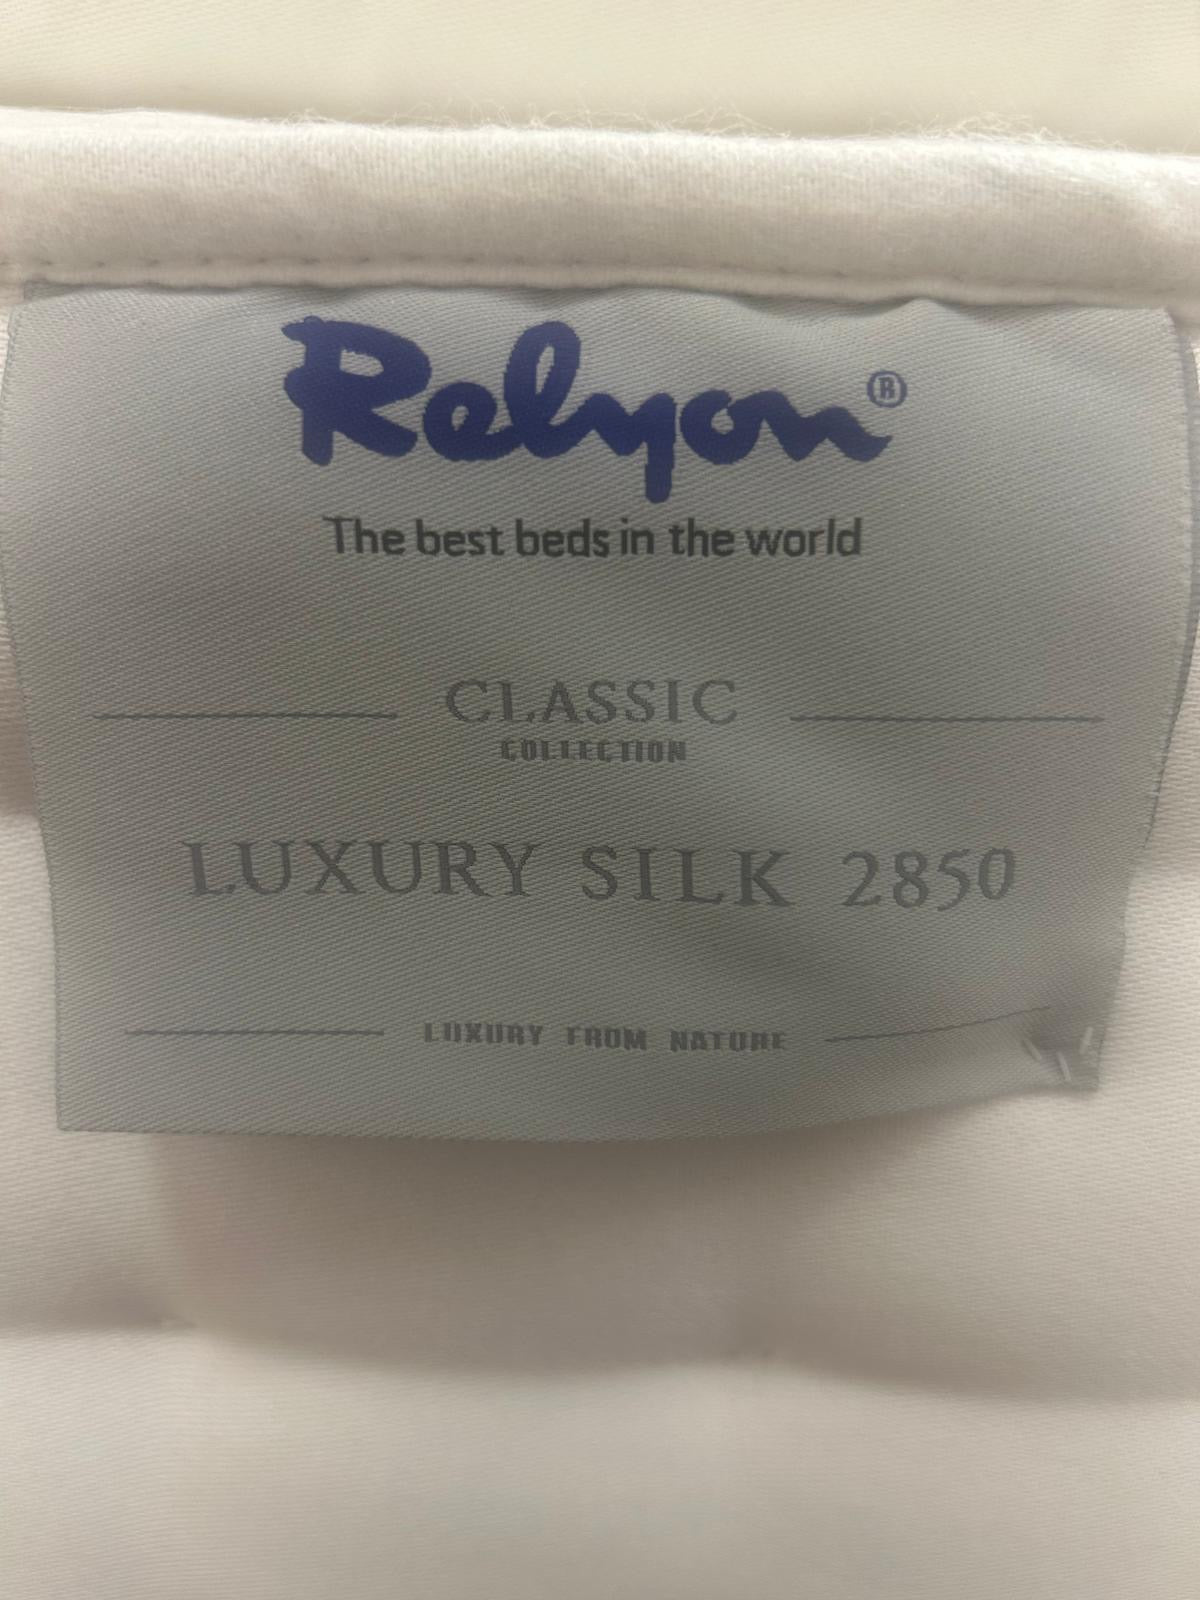 Relyon®
The best beds in the world
CLASSIC
COLLECTION
LUXURY SILK 2850
LUXURY FROM NATURE